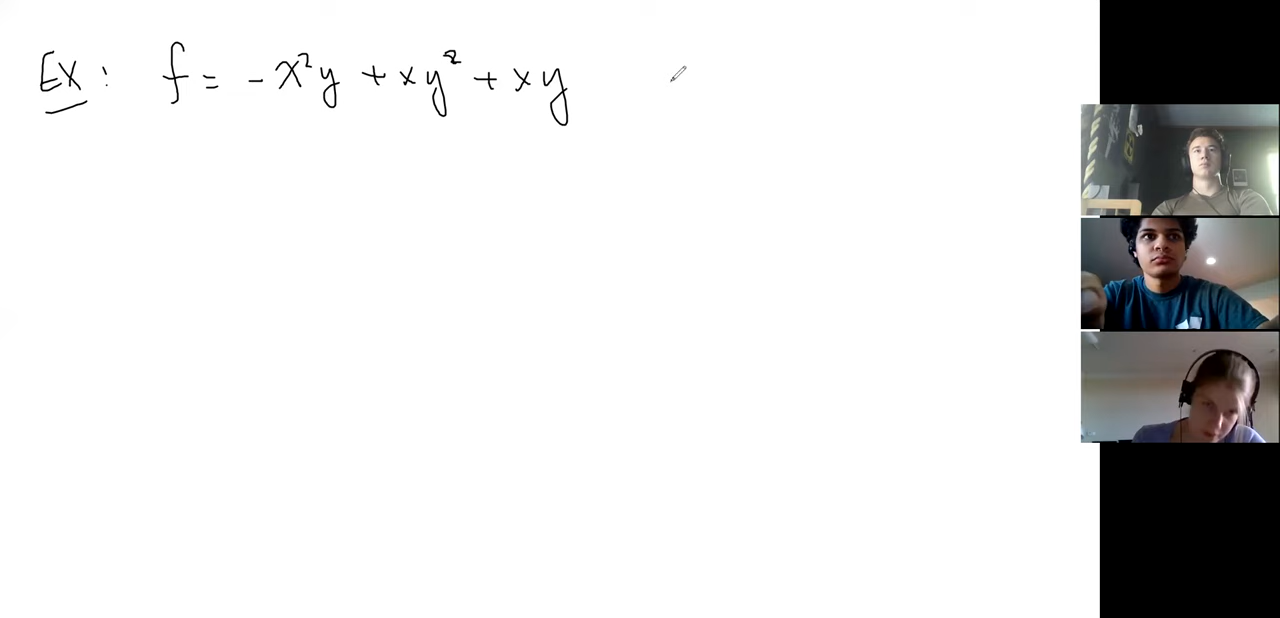 EX : f = - x²y + xy² + xy